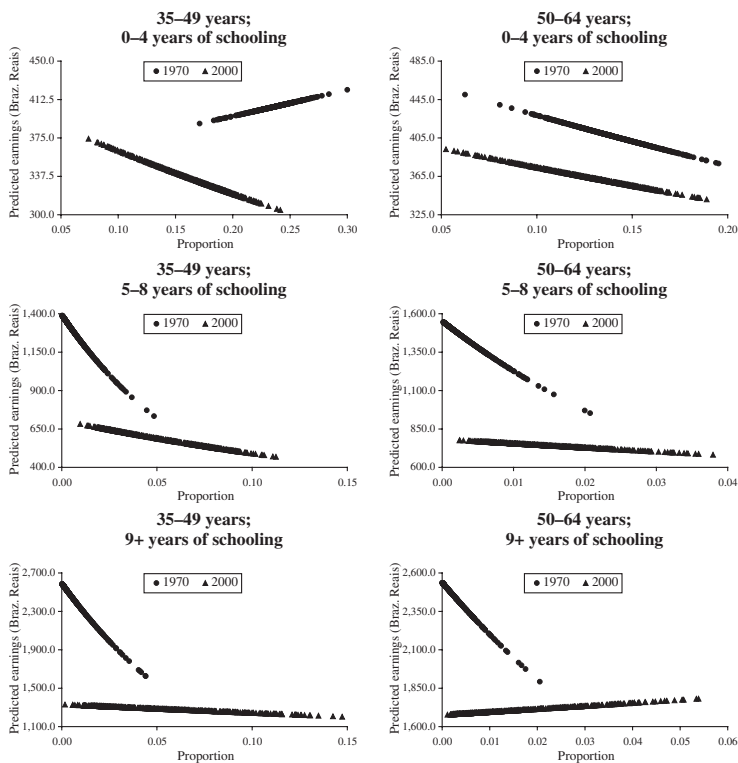 35–49 years;
0–4 years of schooling
Predicted earnings (Braz. Reais)
450.0
412.5
375.0
337.5
300.0
1970 2000
0.05 0.10 0.15 0.20 0.25 0.30
Proportion
50–64 years;
0–4 years of schooling
Predicted earnings (Braz. Reais)
485.0
445.0
405.0
365.0
325.0
1970 2000
0.05 0.10 0.15 0.20
Proportion
35–49 years;
5–8 years of schooling
Predicted earnings (Braz. Reais)
1,400.0
1,150.0
900.0
650.0
400.0
1970 2000
0.00 0.05 0.10 0.15
Proportion
50–64 years;
5–8 years of schooling
Predicted earnings (Braz. Reais)
1,600.0
1,350.0
1,100.0
850.0
600.0
1970 2000
0.00 0.01 0.02 0.03 0.04
Proportion
35–49 years;
9+ years of schooling
Predicted earnings (Braz. Reais)
2,700.0
2,300.0
1,900.0
1,500.0
1,100.0
1970 2000
0.00 0.05 0.10 0.15
Proportion
50–64 years;
9+ years of schooling
Predicted earnings (Braz. Reais)
2,600.0
2,350.0
2,100.0
1,850.0
1,600.0
1970 2000
0.00 0.01 0.02 0.03 0.04 0.05 0.06
Proportion